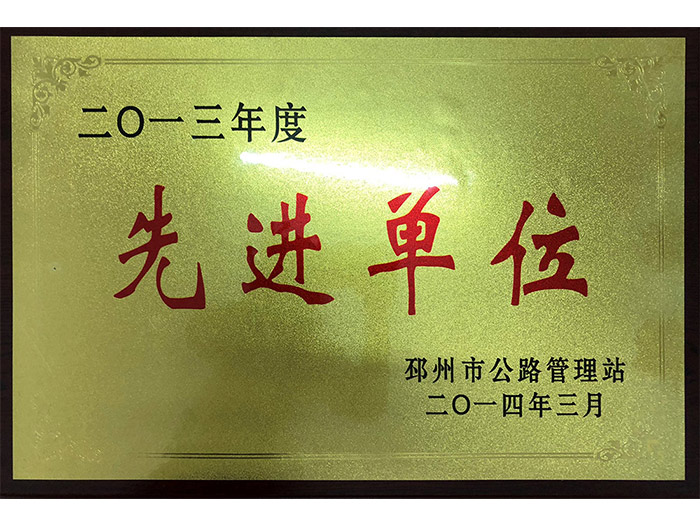 二〇一三年度
先进单位
邳州市公路管理站
二〇一四年三月